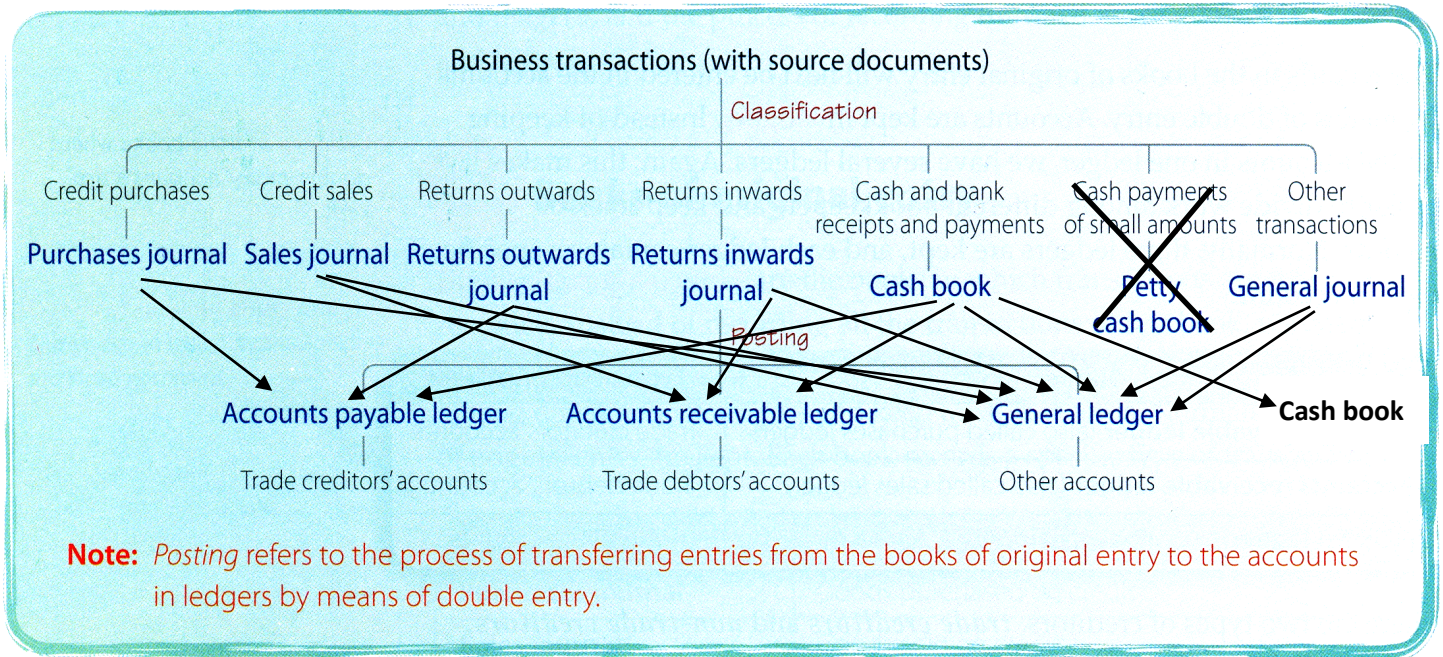 Business transactions (with source documents)
Classification
Credit purchases
Credit sales
Returns outwards
Returns inwards
Cash and bank
receipts and payments
Cash payments
of small amounts
Other
transactions
Purchases journal
Sales journal
Returns outwards
journal
Returns inwards
journal
Cash book
Petty
Cash book
General journal
Posting
Accounts payable ledger
Accounts receivable ledger
General ledger
Cash book
Trade creditors' accounts
Trade debtors' accounts
Other accounts
Note: Posting refers to the process of transferring entries from the books of original entry to the accounts
in ledgers by means of double entry.